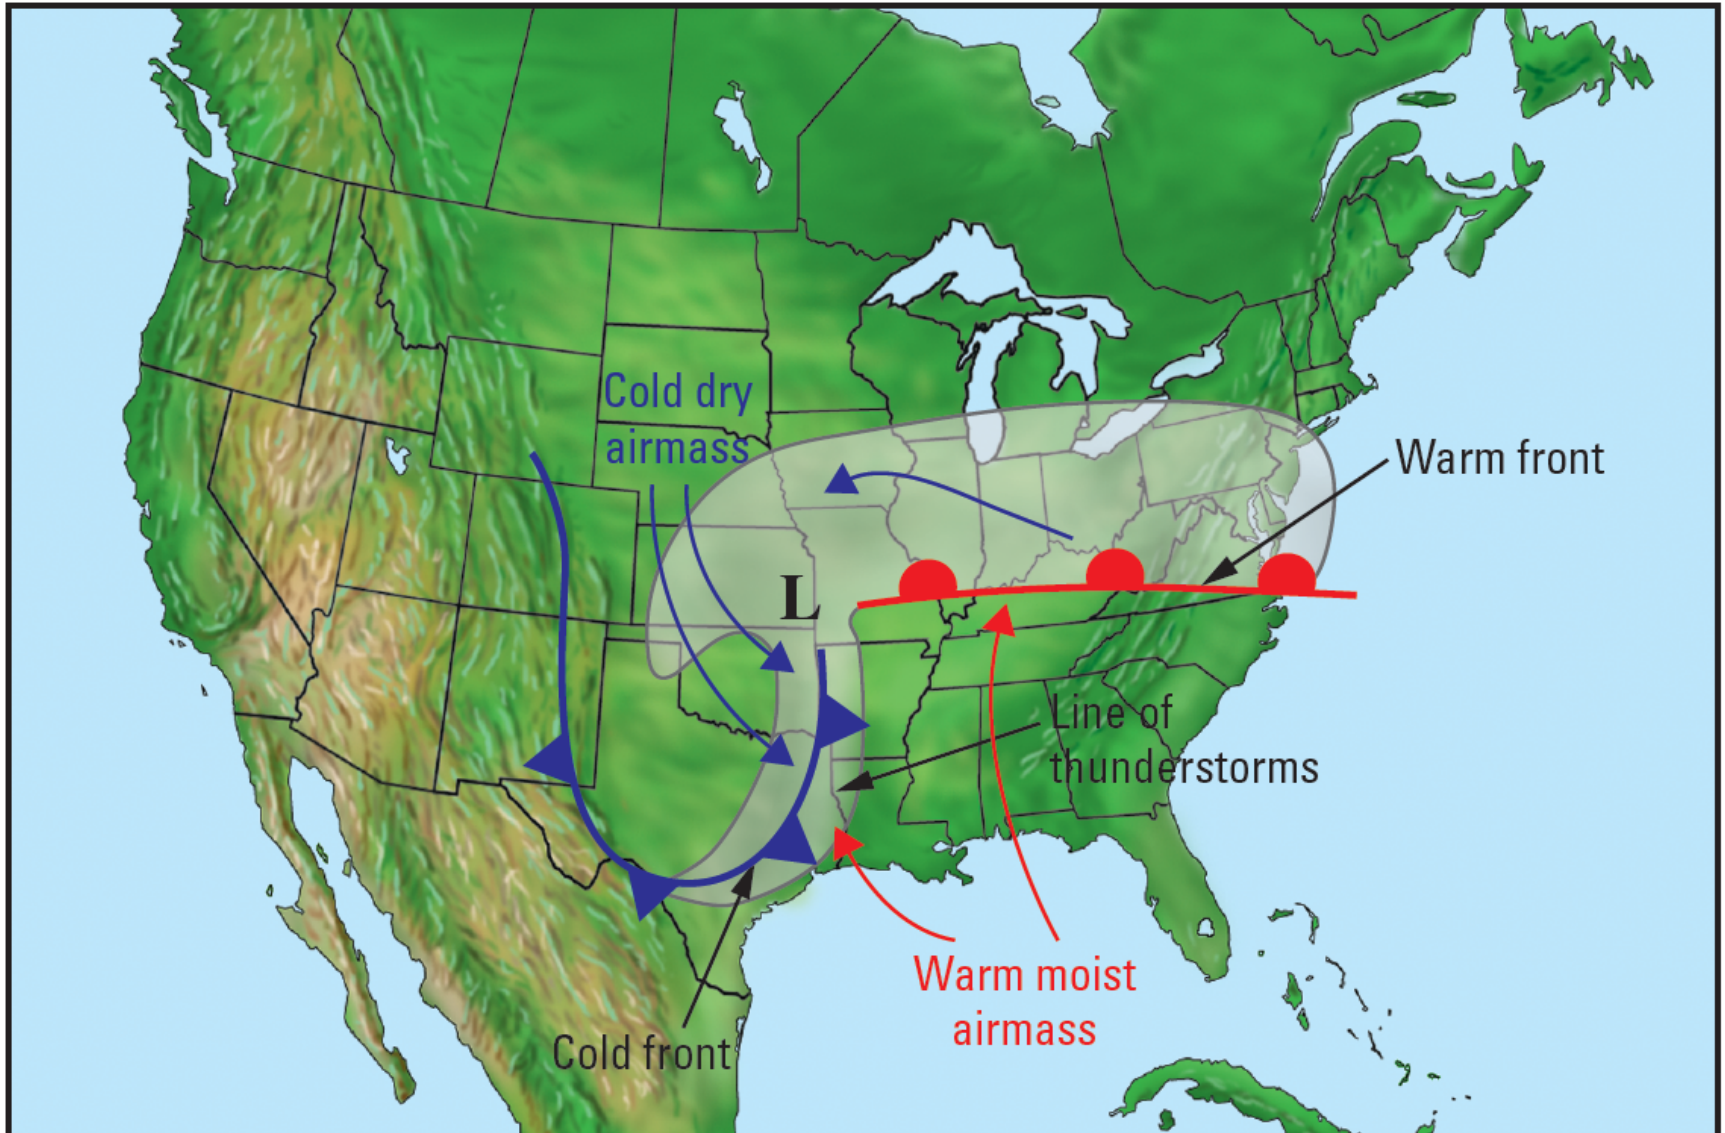 Cold dry
airmass
Warm front
L
Line of
thunderstorms
Warm moist
airmass
Cold front